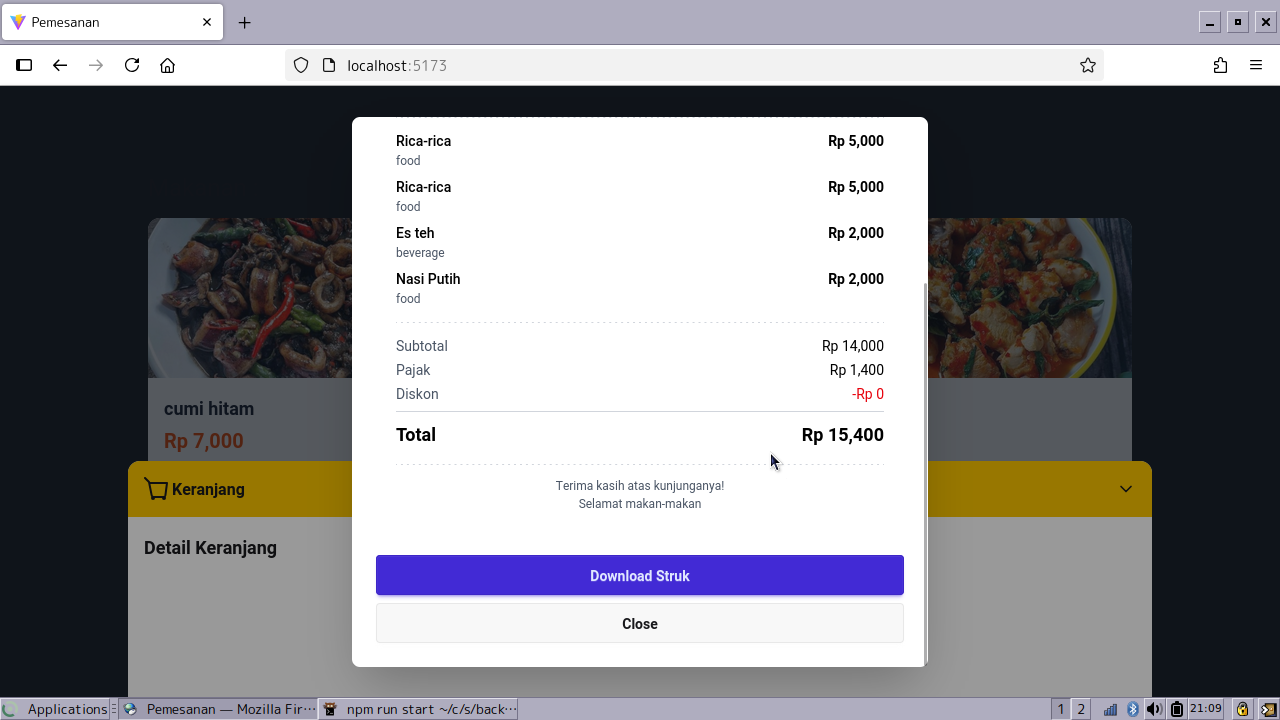 Pemesanan
localhost:5173
Rica-rica Rp 5,000
food
Rica-rica Rp 5,000
food
Es teh Rp 2,000
beverage
Nasi Putih Rp 2,000
food
Subtotal Rp 14,000
Pajak Rp 1,400
Diskon -Rp 0
Total Rp 15,400
Terima kasih atas kunjunganya!
Selamat makan-makan
Download Struk
Close
cumi hitam
Rp 7,000
Keranjang
Detail Keranjang
Applications Pemesanan — Mozilla Fir··· npm run start ~/c/s/back··· 1 2 21:09